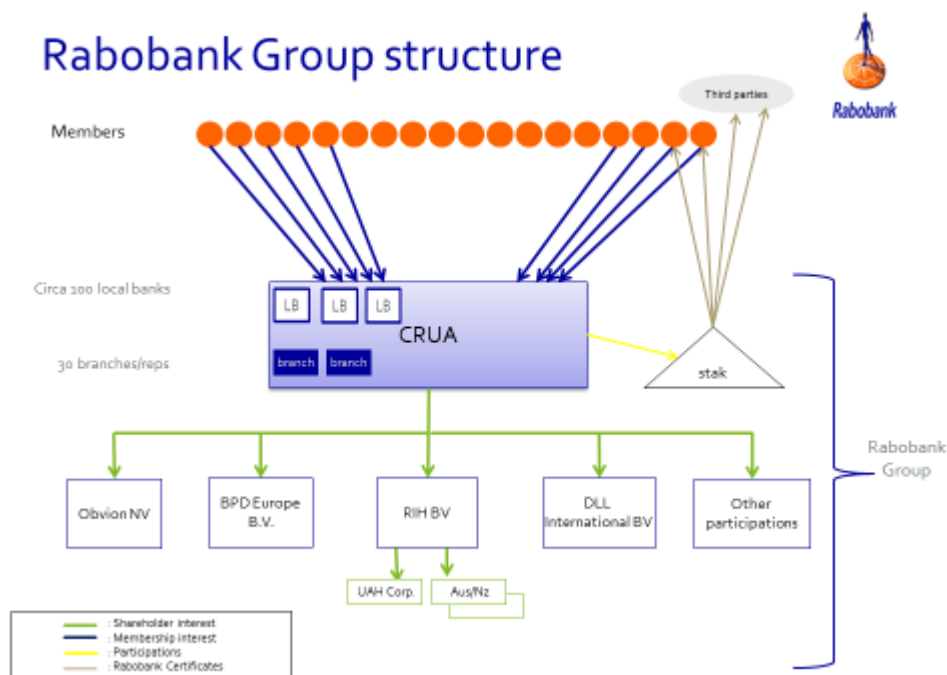 Rabobank Group structure
Third parties
Rabobank
Members
Circa 100 local banks
LB
LB
LB
CRUA
30 branches/reps
branch
branch
stak
Rabobank
Group
Obvion NV
BPD Europe
B.V.
RIH BV
DLL
International BV
Other
participations
UAH Corp.
Aus/Nz
: Shareholder interest
: Membership interest
: Participations
: Rabobank Certificates